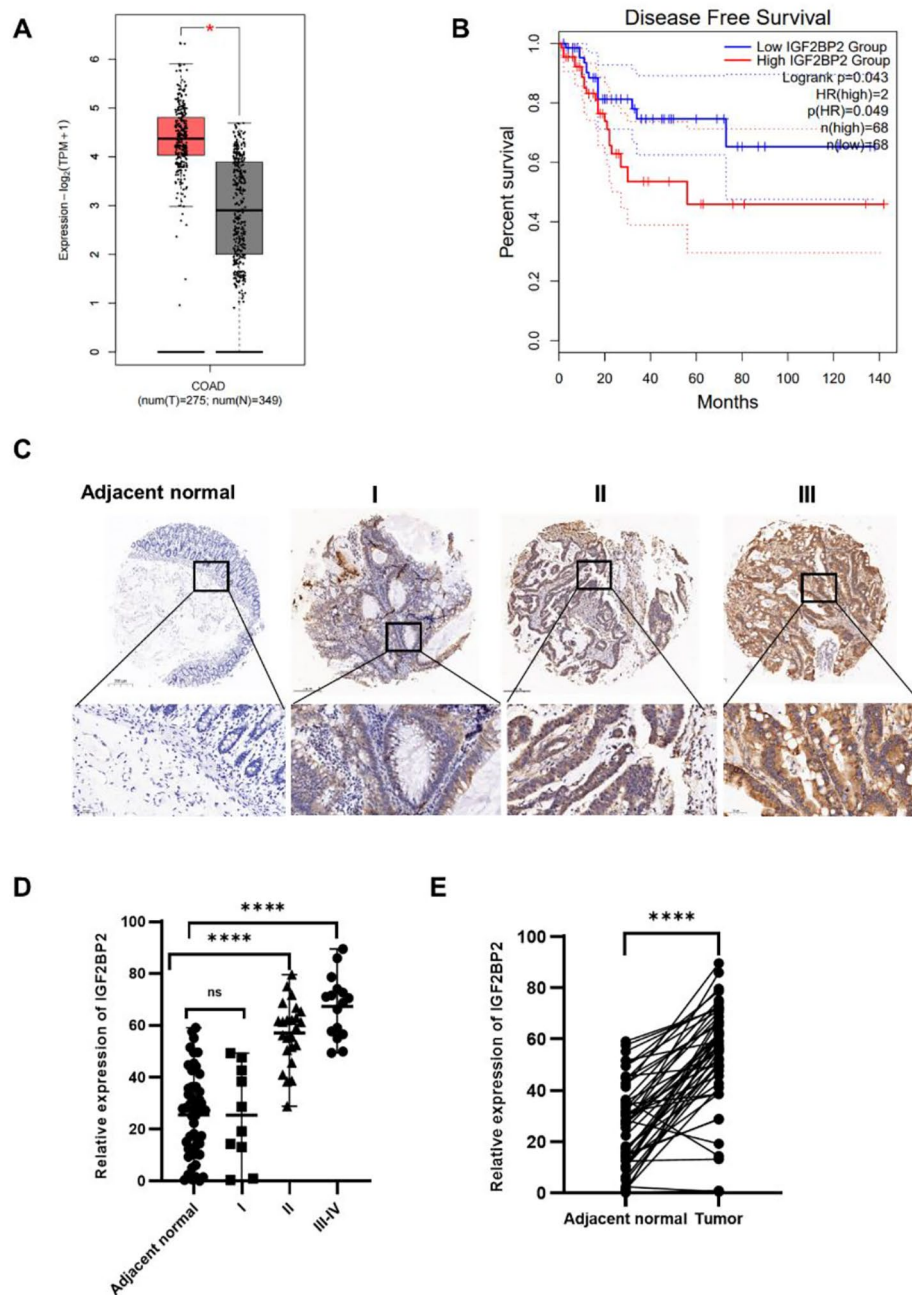 A
*
Expression – log₂(TPM + 1)
6
5
4
3
2
1
0
COAD
(num(T)=275; num(N)=349)
B
Disease Free Survival
Low IGF2BP2 Group
High IGF2BP2 Group
Logrank p=0.043
HR(high)=2
p(HR)=0.049
n(high)=68
n(low)=68
Percent survival
1.0
0.8
0.6
0.4
0.2
0.0
0 20 40 60 80 100 120 140
Months
C
Adjacent normal
I
II
III
D
Relative expression of IGF2BP2
100
80
60
40
20
0
****
****
ns
Adjacent normal
I
II
III-IV
E
Relative expression of IGF2BP2
100
80
60
40
20
0
****
Adjacent normal Tumor